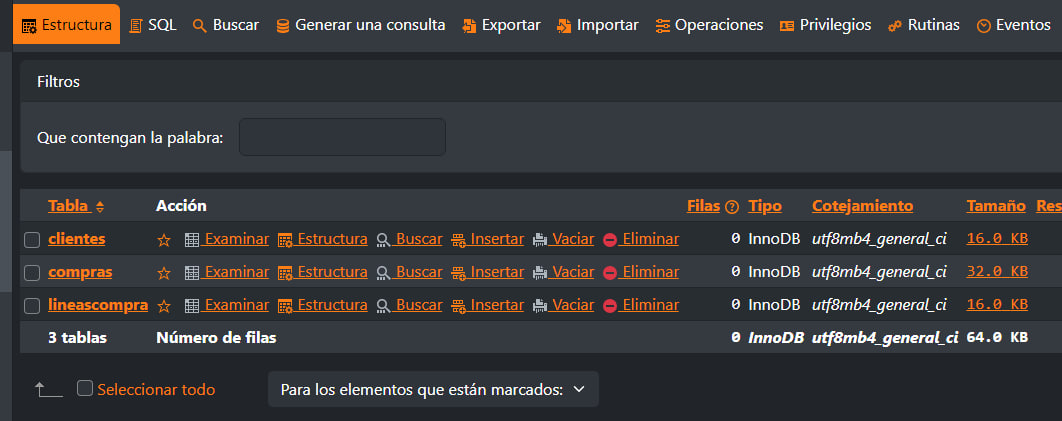 Estructura SQL Buscar Generar una consulta Exportar Importar Operaciones Privilegios Rutinas Eventos
Filtros
Que contengan la palabra:
Tabla Acción Filas Tipo Cotejamiento Tamaño Res
clientes Examinar Estructura Buscar Insertar Vaciar Eliminar 0 InnoDB utf8mb4_general_ci 16.0 KB
compras Examinar Estructura Buscar Insertar Vaciar Eliminar 0 InnoDB utf8mb4_general_ci 32.0 KB
lineascompra Examinar Estructura Buscar Insertar Vaciar Eliminar 0 InnoDB utf8mb4_general_ci 16.0 KB
3 tablas Número de filas 0 InnoDB utf8mb4_general_ci 64.0 KB
Seleccionar todo Para los elementos que están marcados: